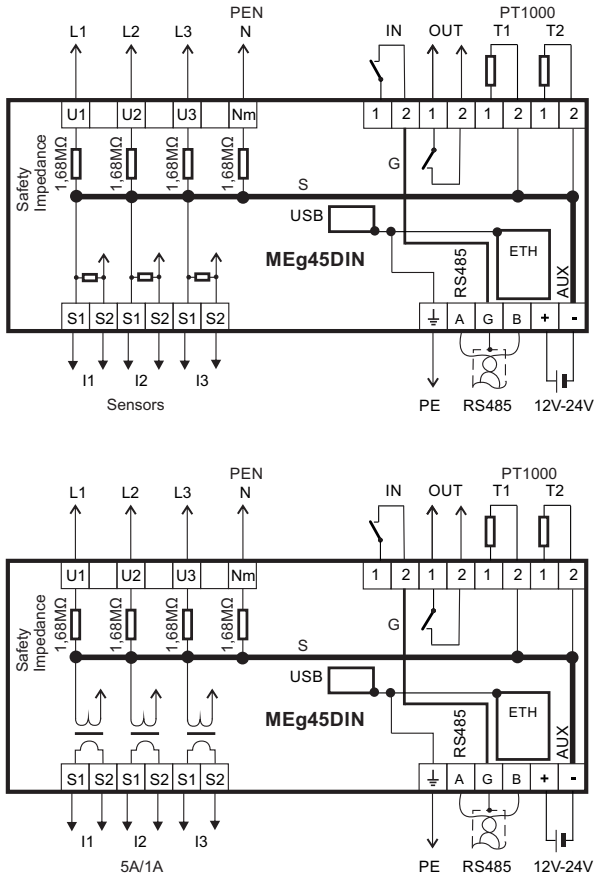 PEN PT1000
L1 L2 L3 N IN OUT T1 T2
U1 U2 U3 Nm 1 2 1 2 1 2 1 2
Safety Impedance
1,68MΩ 1,68MΩ 1,68MΩ 1,68MΩ
G
S
USB
MEg45DIN
RS485
ETH
AUX
S1 S2 S1 S2 S1 S2 A G B + -
I1 I2 I3
Sensors
PE RS485 12V-24V
PEN PT1000
L1 L2 L3 N IN OUT T1 T2
U1 U2 U3 Nm 1 2 1 2 1 2 1 2
Safety Impedance
1,68MΩ 1,68MΩ 1,68MΩ 1,68MΩ
G
S
USB
MEg45DIN
RS485
ETH
AUX
S1 S2 S1 S2 S1 S2 A G B + -
I1 I2 I3
5A/1A
PE RS485 12V-24V